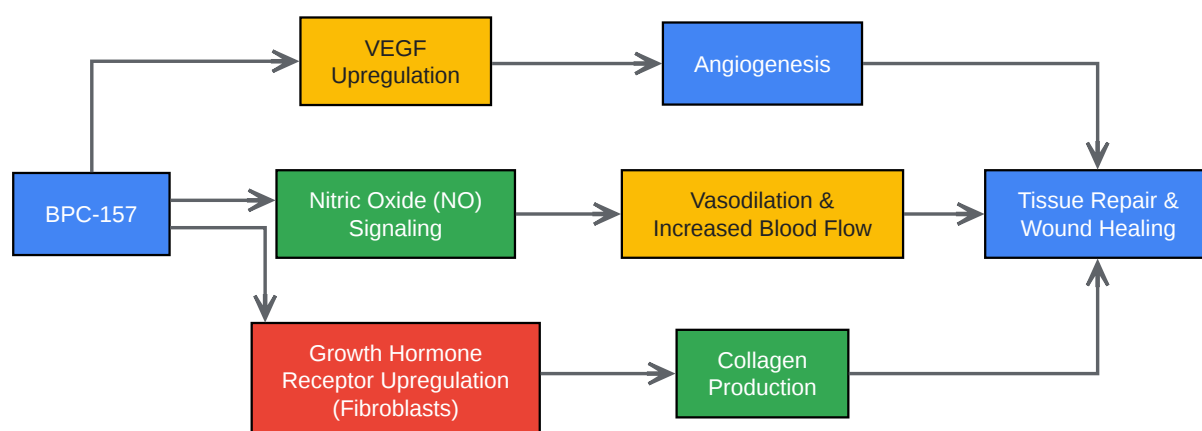 VEGF
Upregulation
Angiogenesis
BPC-157
Nitric Oxide (NO)
Signaling
Vasodilation &
Increased Blood Flow
Tissue Repair &
Wound Healing
Growth Hormone
Receptor Upregulation
(Fibroblasts)
Collagen
Production